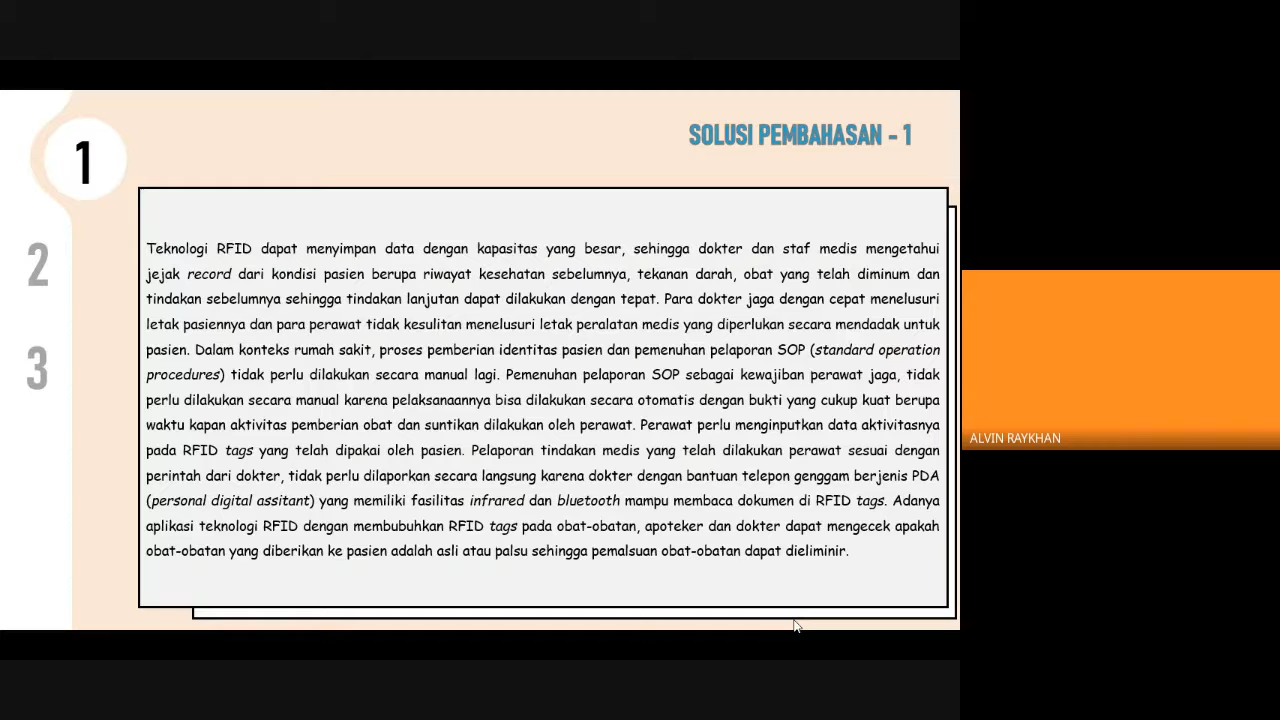 1
SOLUSI PEMBAHASAN - 1
2
3
Teknologi RFID dapat menyimpan data dengan kapasitas yang besar, sehingga dokter dan staf medis mengetahui
jejak record dari kondisi pasien berupa riwayat kesehatan sebelumnya, tekanan darah, obat yang telah diminum dan
tindakan sebelumnya sehingga tindakan lanjutan dapat dilakukan dengan tepat. Para dokter jaga dengan cepat menelusuri
letak pasiennya dan para perawat tidak kesulitan menelusuri letak peralatan medis yang diperlukan secara mendadak untuk
pasien. Dalam konteks rumah sakit, proses pemberian identitas pasien dan pemenuhan pelaporan SOP (standard operation
procedures) tidak perlu dilakukan secara manual lagi. Pemenuhan pelaporan SOP sebagai kewajiban perawat jaga, tidak
perlu dilakukan secara manual karena pelaksanaannya bisa dilakukan secara otomatis dengan bukti yang cukup kuat berupa
waktu kapan aktivitas pemberian obat dan suntikan dilakukan oleh perawat. Perawat perlu menginputkan data aktivitasnya
pada RFID tags yang telah dipakai oleh pasien. Pelaporan tindakan medis yang telah dilakukan perawat sesuai dengan
perintah dari dokter, tidak perlu dilaporkan secara langsung karena dokter dengan bantuan telepon genggam berjenis PDA
(personal digital assitant) yang memiliki fasilitas infrared dan bluetooth mampu membaca dokumen di RFID tags. Adanya
aplikasi teknologi RFID dengan membubuhkan RFID tags pada obat-obatan, apoteker dan dokter dapat mengecek apakah
obat-obatan yang diberikan ke pasien adalah asli atau palsu sehingga pemalsuan obat-obatan dapat dieliminir.
ALVIN RAYKHAN